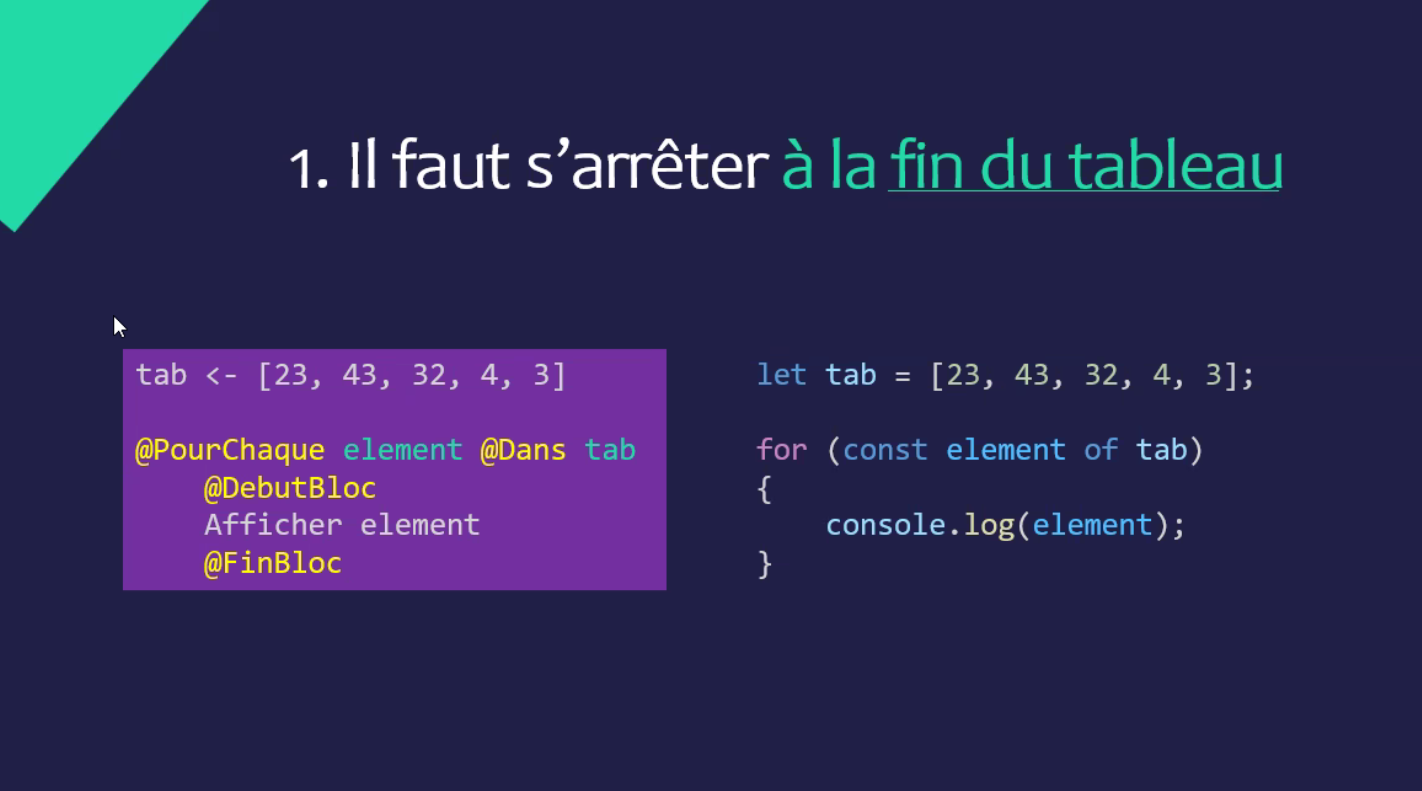 1. Il faut s’arrêter à la fin du tableau
tab <- [23, 43, 32, 4, 3]
@PourChaque element @Dans tab
@DebutBloc
Afficher element
@FinBloc
let tab = [23, 43, 32, 4, 3];
for (const element of tab)
{
console.log(element);
}